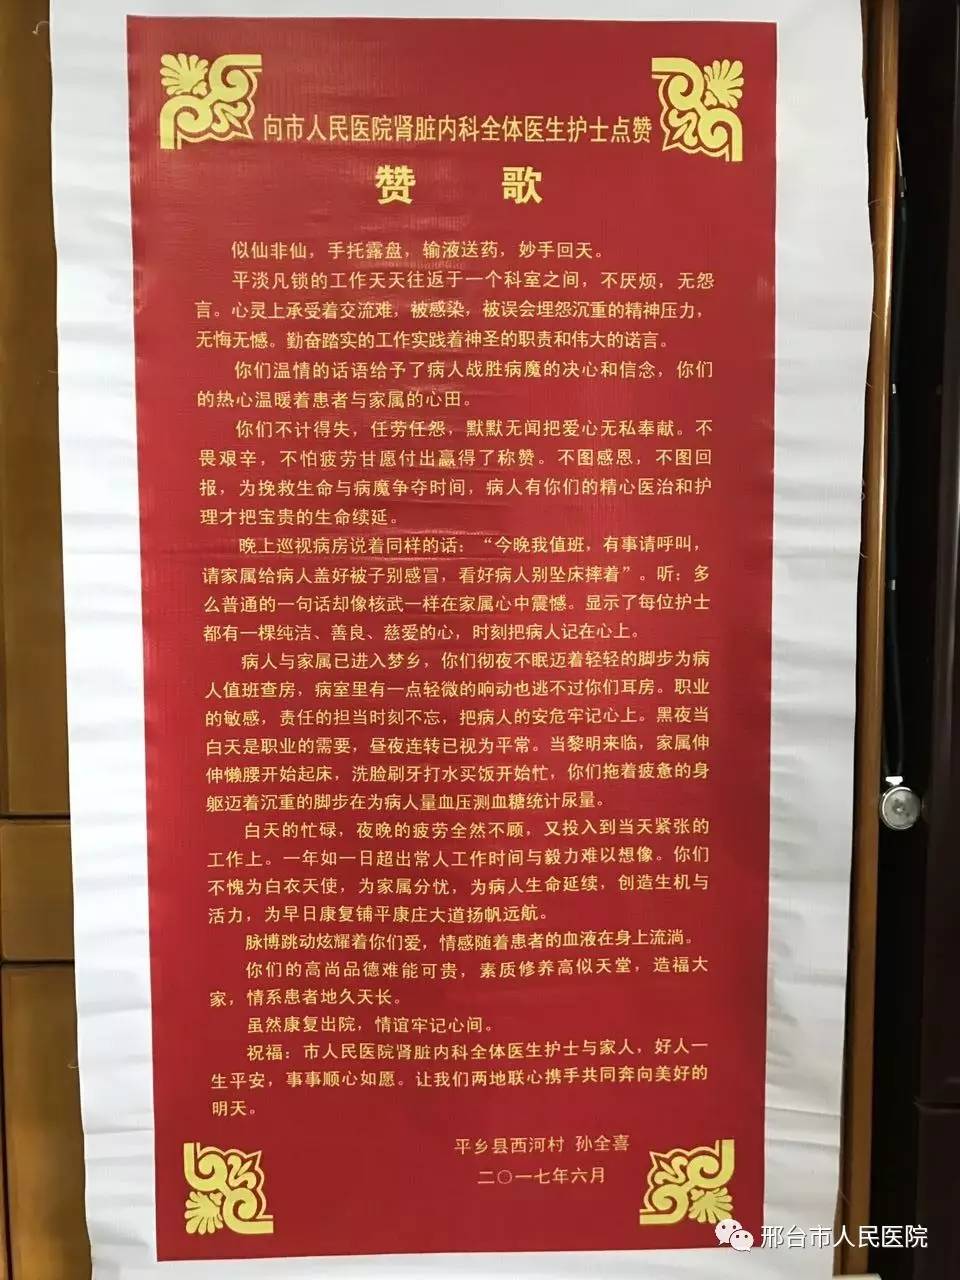 向市人民医院肾脏内科全体医生护士点赞
赞 歌
似仙非仙，手托露盘，输液送药，妙手回天。
平淡凡锁的工作天天往返于一个科室之间，不厌烦，无怨
言。心灵上承受着交流难，被感染，被误会埋怨沉重的精神压力，
无悔无憾。勤奋踏实的工作实践着神圣的职责和伟大的诺言。
你们温情的话语给予了病人战胜病魔的决心和信念，你们
的热心温暖着患者与家属的心田。
你们不计得失，任劳任怨，默默无闻把爱心无私奉献。不
畏艰辛，不怕疲劳甘愿付出赢得了称赞。不图感恩，不图回
报，为挽救生命与病魔争夺时间，病人有你们的精心医治和护
理才把宝贵的生命续延。
晚上巡视病房说着同样的话：“今晚我值班，有事请呼叫，
请家属给病人盖好被子别感冒，看好病人别坠床摔着”。听：多
么普通的一句话却像核武一样在家属心中震憾。显示了每位护士
都有一棵纯洁、善良、慈爱的心，时刻把病人记在心上。
病人与家属已进入梦乡，你们彻夜不眠迈着轻轻的脚步为病
人值班查房，病室里有一点轻微的响动也逃不过你们耳房。职业
的敏感，责任的担当时刻不忘，把病人的安危牢记心上。黑夜当
白天是职业的需要，昼夜连转已视为平常。当黎明来临，家属伸
伸懒腰开始起床，洗脸刷牙打水买饭开始忙，你们拖着疲惫的身
躯迈着沉重的脚步在为病人量血压测血糖统计尿量。
白天的忙碌，夜晚的疲劳全然不顾，又投入到当天紧张的
工作上。一年如一日超出常人工作时间与毅力难以想像。你们
不愧为白衣天使，为家属分忧，为病人生命延续，创造生机与
活力，为早日康复铺平康庄大道扬帆远航。
脉博跳动炫耀着你们爱，情感随着患者的血液在身上流淌。
你们的高尚品德难能可贵，素质修养高似天堂，造福大
家，情系患者地久天长。
虽然康复出院，情谊牢记心间。
祝福：市人民医院肾脏内科全体医生护士与家人，好人一
生平安，事事顺心如愿。让我们两地联心携手共同奔向美好的
明天。
平乡县西河村 孙全喜
二〇一七年六月
邢台市人民医院